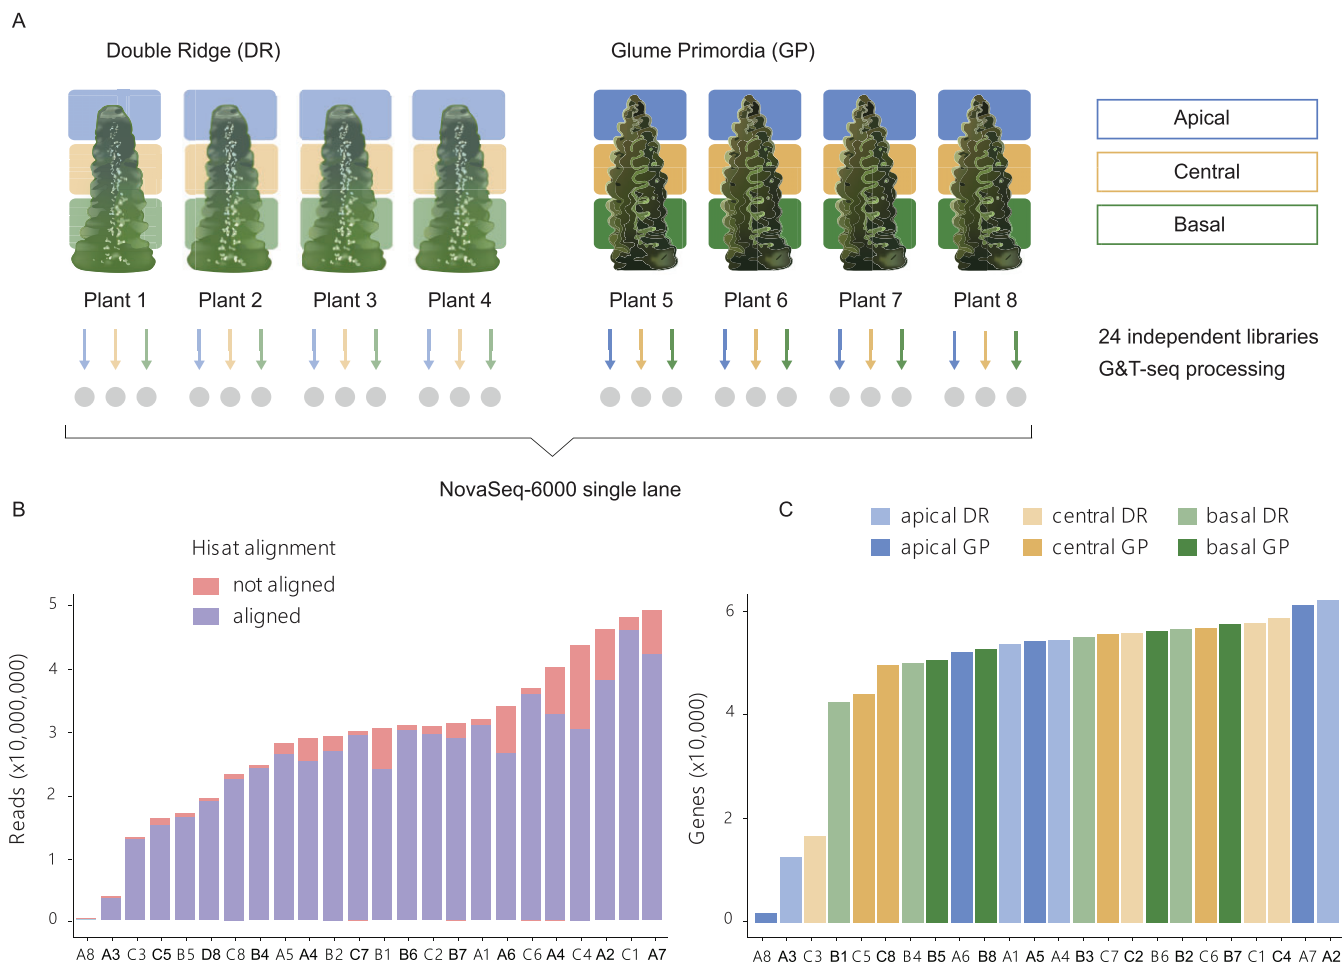 A
Double Ridge (DR)
Glume Primordia (GP)
Apical
Central
Basal
Plant 1 Plant 2 Plant 3 Plant 4 Plant 5 Plant 6 Plant 7 Plant 8
24 independent libraries
G&T-seq processing
NovaSeq-6000 single lane
B
Hisat alignment
not aligned
aligned
Reads (x10,000,000)
5
4
3
2
1
0
A8 A3 C3 C5 B5 D8 C8 B4 A5 A4 B2 C7 B1 B6 C2 B7 A1 A6 C6 A4 C4 A2 C1 A7
C
apical DR central DR basal DR
apical GP central GP basal GP
Genes (x10,000)
6
4
2
0
A8 A3 C3 B1 C5 C8 B4 B5 A6 B8 A1 A5 A4 B3 C7 C2 B6 B2 C6 B7 C1 C4 A7 A2